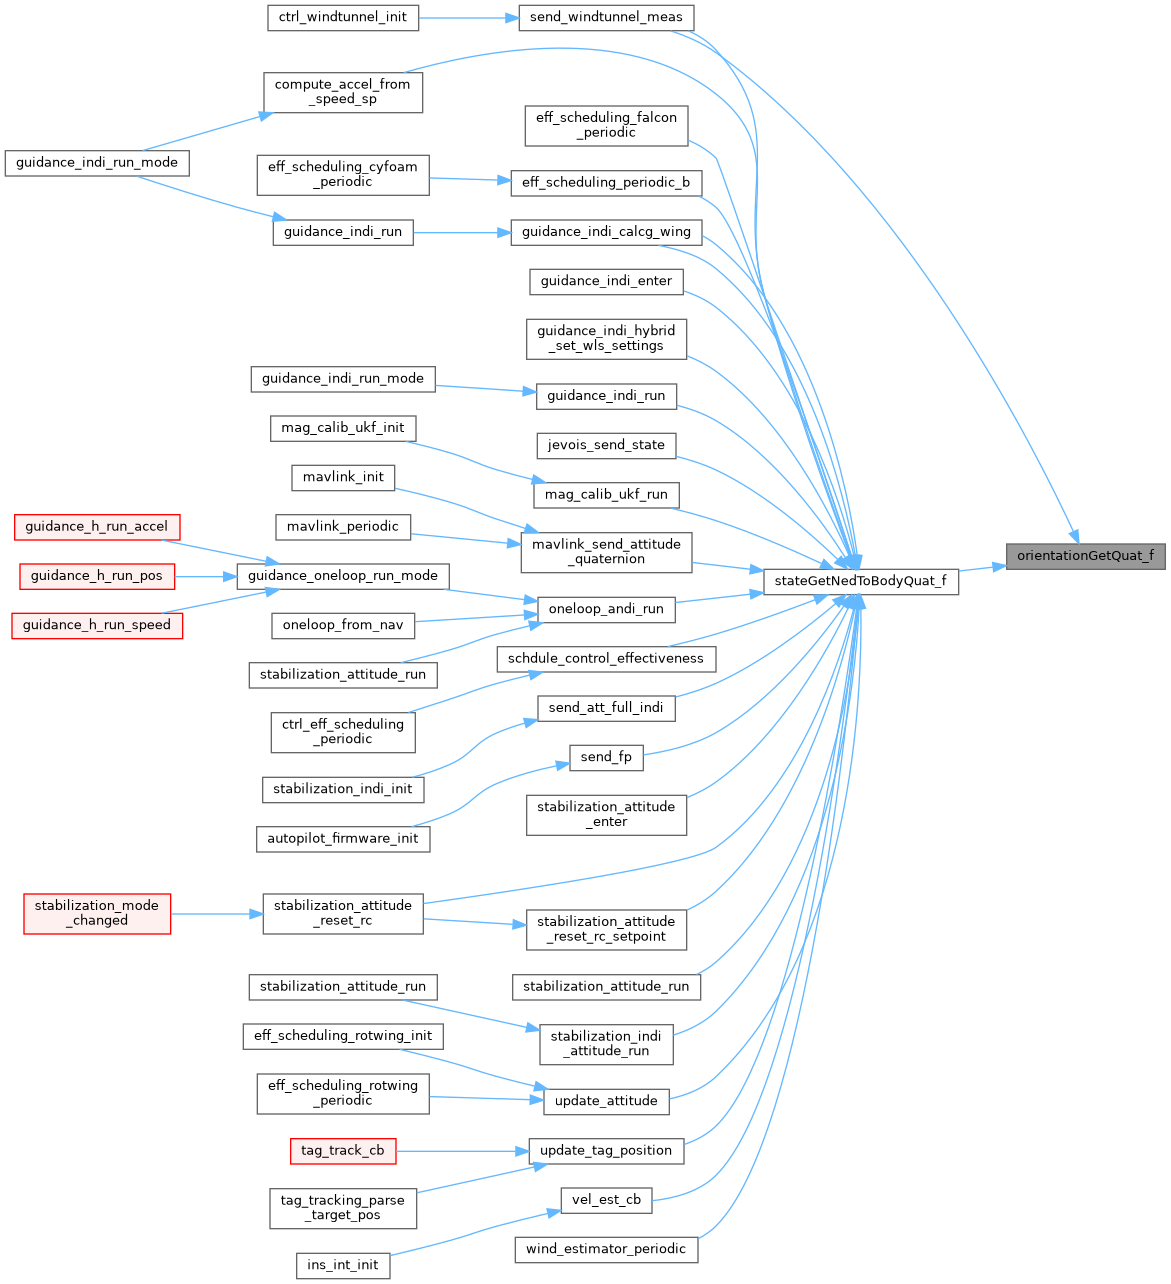 ctrl_windtunnel_init
send_windtunnel_meas
compute_accel_from
_speed_sp
eff_scheduling_falcon
_periodic
guidance_indi_run_mode
eff_scheduling_cyfoam
_periodic
eff_scheduling_periodic_b
guidance_indi_run
guidance_indi_calcg_wing
guidance_indi_enter
guidance_indi_hybrid
_set_wls_settings
guidance_indi_run_mode
guidance_indi_run
mag_calib_ukf_init
jevois_send_state
mavlink_init
mag_calib_ukf_run
guidance_h_run_accel
mavlink_periodic
mavlink_send_attitude
_quaternion
orientationGetQuat_f
guidance_h_run_pos
guidance_oneloop_run_mode
stateGetNedToBodyQuat_f
guidance_h_run_speed
oneloop_from_nav
oneloop_andi_run
stabilization_attitude_run
schdule_control_effectiveness
ctrl_eff_scheduling
_periodic
send_att_full_indi
stabilization_indi_init
send_fp
autopilot_firmware_init
stabilization_attitude
_enter
stabilization_mode
_changed
stabilization_attitude
_reset_rc
stabilization_attitude
_reset_rc_setpoint
stabilization_attitude_run
stabilization_attitude_run
eff_scheduling_rotwing_init
stabilization_indi
_attitude_run
eff_scheduling_rotwing
_periodic
update_attitude
tag_track_cb
update_tag_position
tag_tracking_parse
_target_pos
vel_est_cb
ins_int_init
wind_estimator_periodic